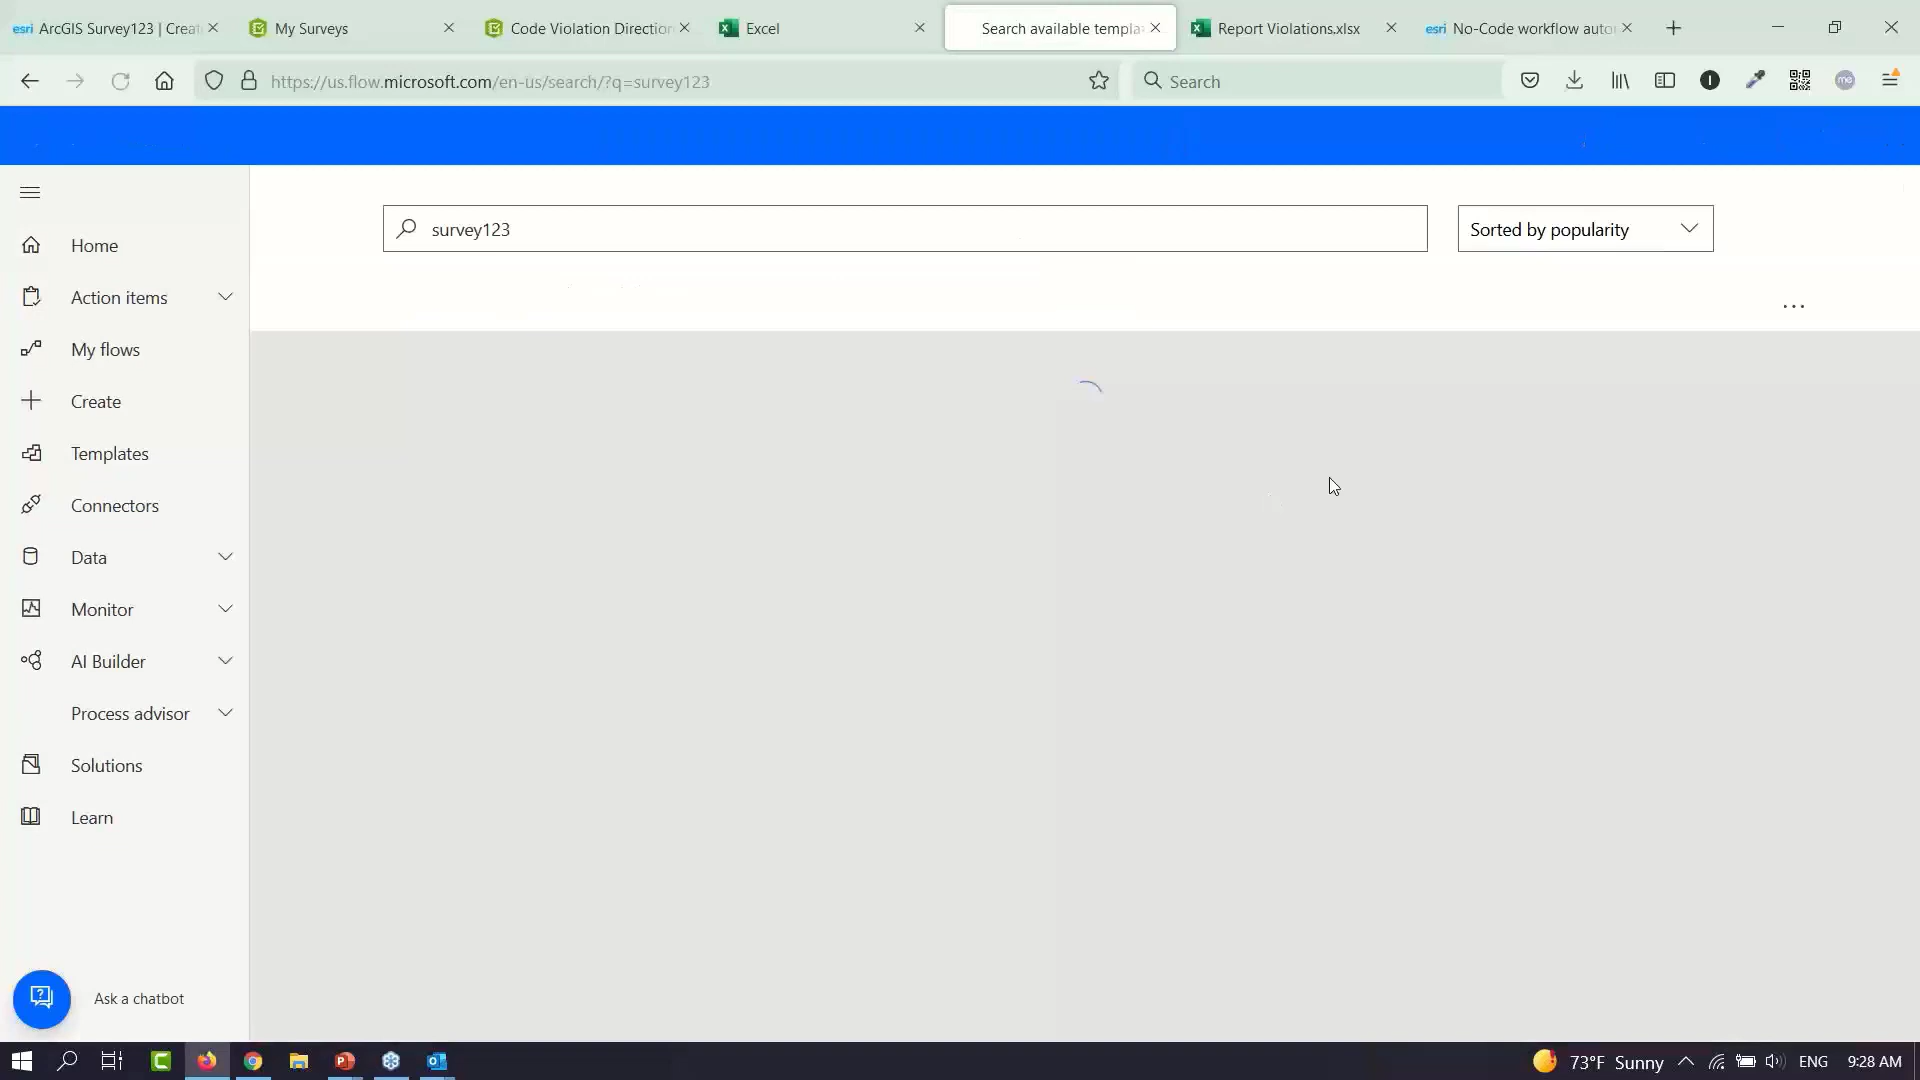 esri ArcGIS Survey123 | Creat
My Surveys
Code Violation Direction
Excel
Search available templa
Report Violations.xlsx
esri No-Code workflow auto
https://us.flow.microsoft.com/en-us/search/?q=survey123
Search
survey123
Sorted by popularity
Home
Action items
My flows
Create
Templates
Connectors
Data
Monitor
AI Builder
Process advisor
Solutions
Learn
Ask a chatbot
73°F Sunny
ENG
9:28 AM